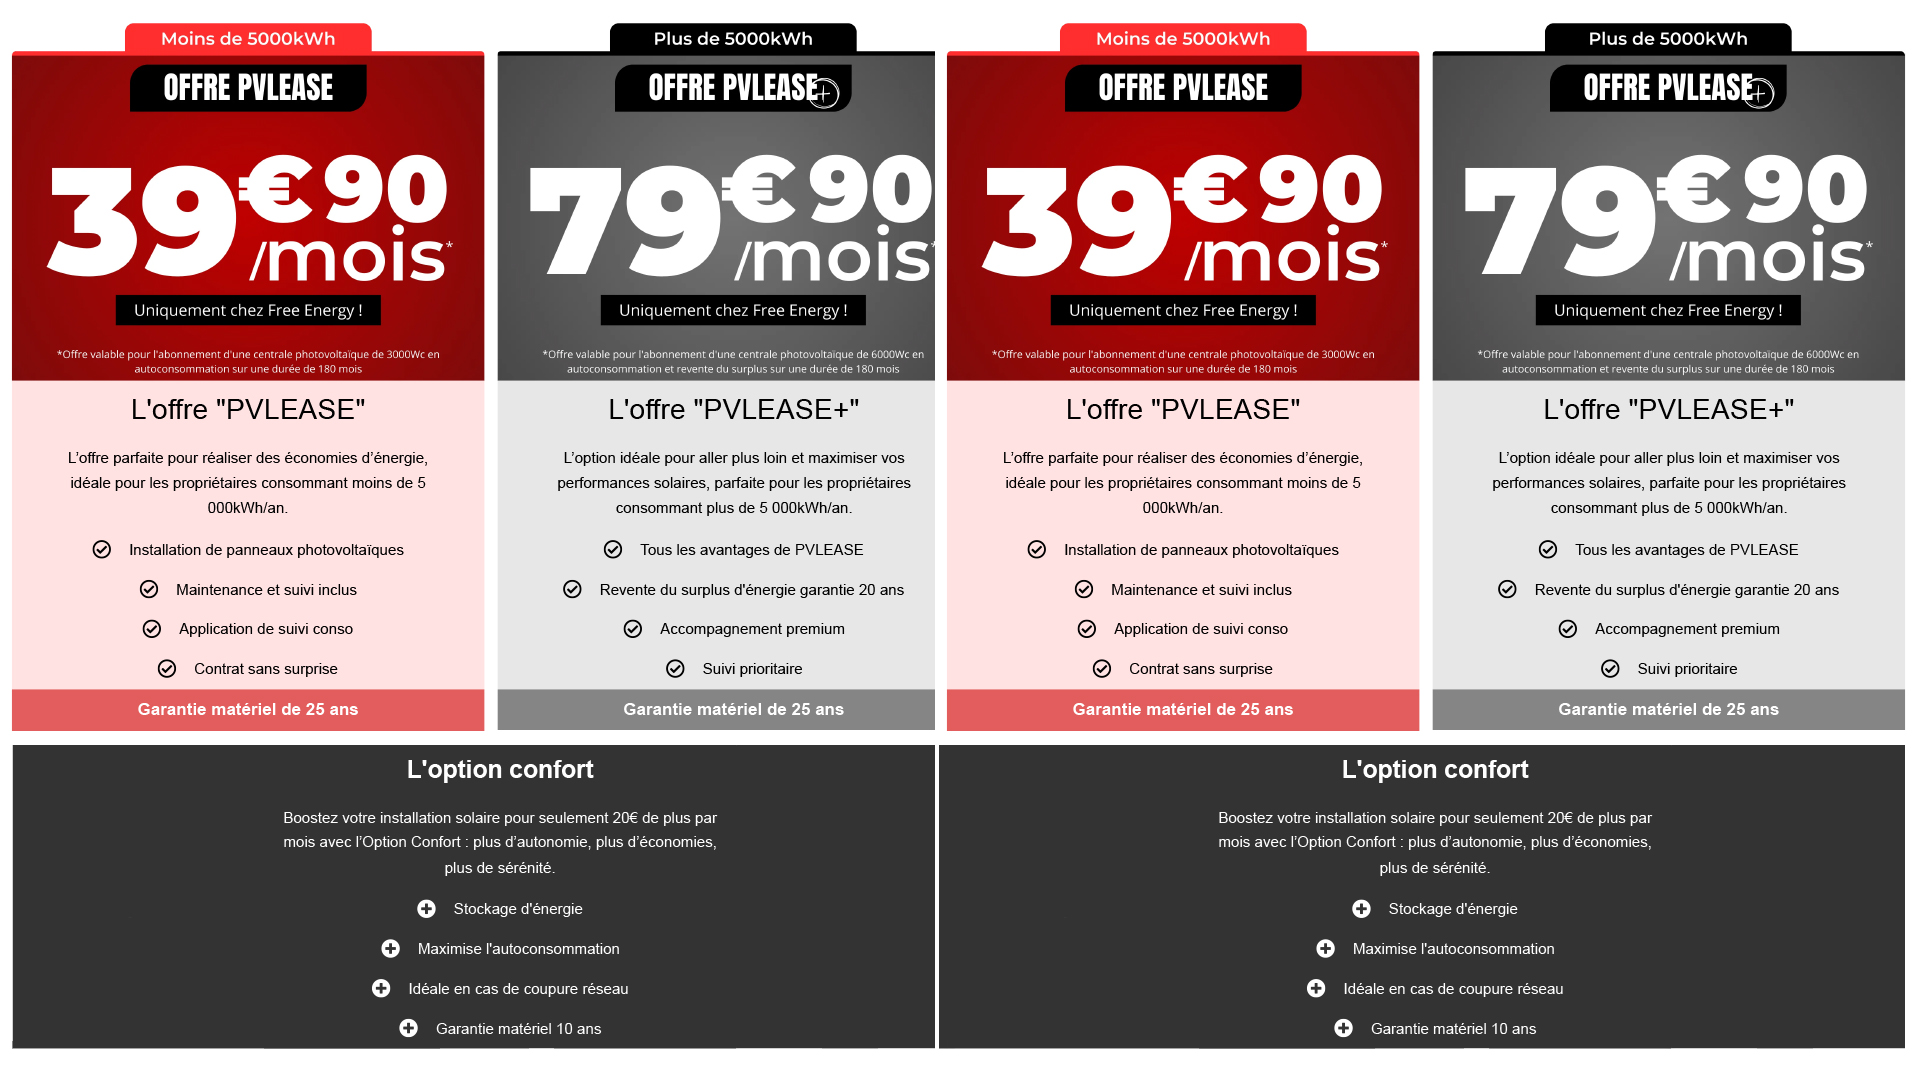 Moins de 5000kWh
OFFRE PVLEASE
39€90
/mois*
Uniquement chez Free Energy !
*Offre valable pour l'abonnement d'une centrale photovoltaïque de 3000Wc en
autoconsommation sur une durée de 180 mois
L'offre "PVLEASE"
L’offre parfaite pour réaliser des économies d’énergie,
idéale pour les propriétaires consommant moins de 5
000kWh/an.
Installation de panneaux photovoltaïques
Maintenance et suivi inclus
Application de suivi conso
Contrat sans surprise
Garantie matériel de 25 ans
Plus de 5000kWh
OFFRE PVLEASE+
79€90
/mois*
Uniquement chez Free Energy !
*Offre valable pour l'abonnement d'une centrale photovoltaïque de 6000Wc en
autoconsommation et revente du surplus sur une durée de 180 mois
L'offre "PVLEASE+"
L’option idéale pour aller plus loin et maximiser vos
performances solaires, parfaite pour les propriétaires
consommant plus de 5 000kWh/an.
Tous les avantages de PVLEASE
Revente du surplus d'énergie garantie 20 ans
Accompagnement premium
Suivi prioritaire
Garantie matériel de 25 ans
L'option confort
Boostez votre installation solaire pour seulement 20€ de plus par
mois avec l’Option Confort : plus d’autonomie, plus d’économies,
plus de sérénité.
Stockage d'énergie
Maximise l'autoconsommation
Idéale en cas de coupure réseau
Garantie matériel 10 ans
Moins de 5000kWh
OFFRE PVLEASE
39€90
/mois*
Uniquement chez Free Energy !
*Offre valable pour l'abonnement d'une centrale photovoltaïque de 3000Wc en
autoconsommation sur une durée de 180 mois
L'offre "PVLEASE"
L’offre parfaite pour réaliser des économies d’énergie,
idéale pour les propriétaires consommant moins de 5
000kWh/an.
Installation de panneaux photovoltaïques
Maintenance et suivi inclus
Application de suivi conso
Contrat sans surprise
Garantie matériel de 25 ans
Plus de 5000kWh
OFFRE PVLEASE+
79€90
/mois*
Uniquement chez Free Energy !
*Offre valable pour l'abonnement d'une centrale photovoltaïque de 6000Wc en
autoconsommation et revente du surplus sur une durée de 180 mois
L'offre "PVLEASE+"
L’option idéale pour aller plus loin et maximiser vos
performances solaires, parfaite pour les propriétaires
consommant plus de 5 000kWh/an.
Tous les avantages de PVLEASE
Revente du surplus d'énergie garantie 20 ans
Accompagnement premium
Suivi prioritaire
Garantie matériel de 25 ans
L'option confort
Boostez votre installation solaire pour seulement 20€ de plus par
mois avec l’Option Confort : plus d’autonomie, plus d’économies,
plus de sérénité.
Stockage d'énergie
Maximise l'autoconsommation
Idéale en cas de coupure réseau
Garantie matériel 10 ans